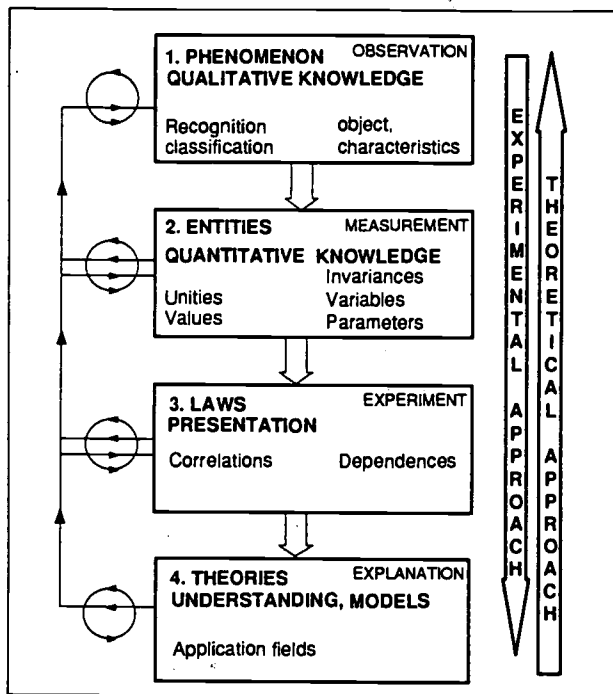 1. PHENOMENON OBSERVATION
QUALITATIVE KNOWLEDGE
Recognition object,
classification characteristics
2. ENTITIES MEASUREMENT
QUANTITATIVE KNOWLEDGE
Invariances
Unities Variables
Values Parameters
3. LAWS EXPERIMENT
PRESENTATION
Correlations Dependences
4. THEORIES EXPLANATION
UNDERSTANDING, MODELS
Application fields
EXPERIMENTAL APPROACH
THEORETICAL APPROACH